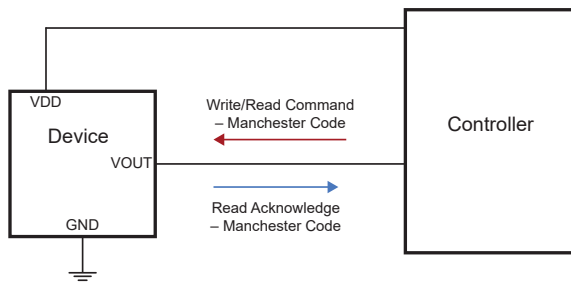 VDD
Device
VOUT
GND
Write/Read Command
– Manchester Code
Read Acknowledge
– Manchester Code
Controller